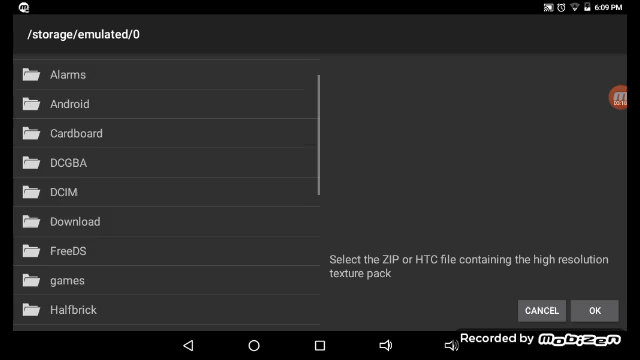 6:09 PM
/storage/emulated/0
Alarms
Android
Cardboard
DCGBA
DCIM
Download
FreeDS
games
Halfbrick
Select the ZIP or HTC file containing the high resolution
texture pack
CANCEL
OK
Recorded by Mobizen